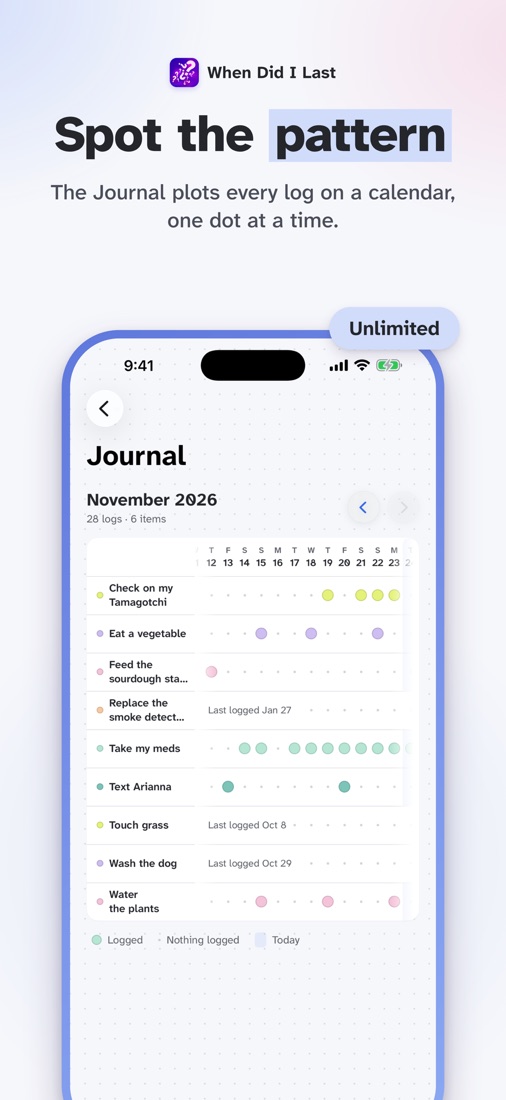 When Did I Last
Spot the pattern
The Journal plots every log on a calendar,
one dot at a time.
Unlimited
9:41
Journal
November 2026
28 logs · 6 items
T F S S M T W T F S S M
12 13 14 15 16 17 18 19 20 21 22 23
Check on my
Tamagotchi
Eat a vegetable
Feed the
sourdough sta...
Replace the
smoke detect...
Last logged Jan 27
Take my meds
Text Arianna
Touch grass
Last logged Oct 8
Wash the dog
Last logged Oct 29
Water
the plants
Logged
Nothing logged
Today